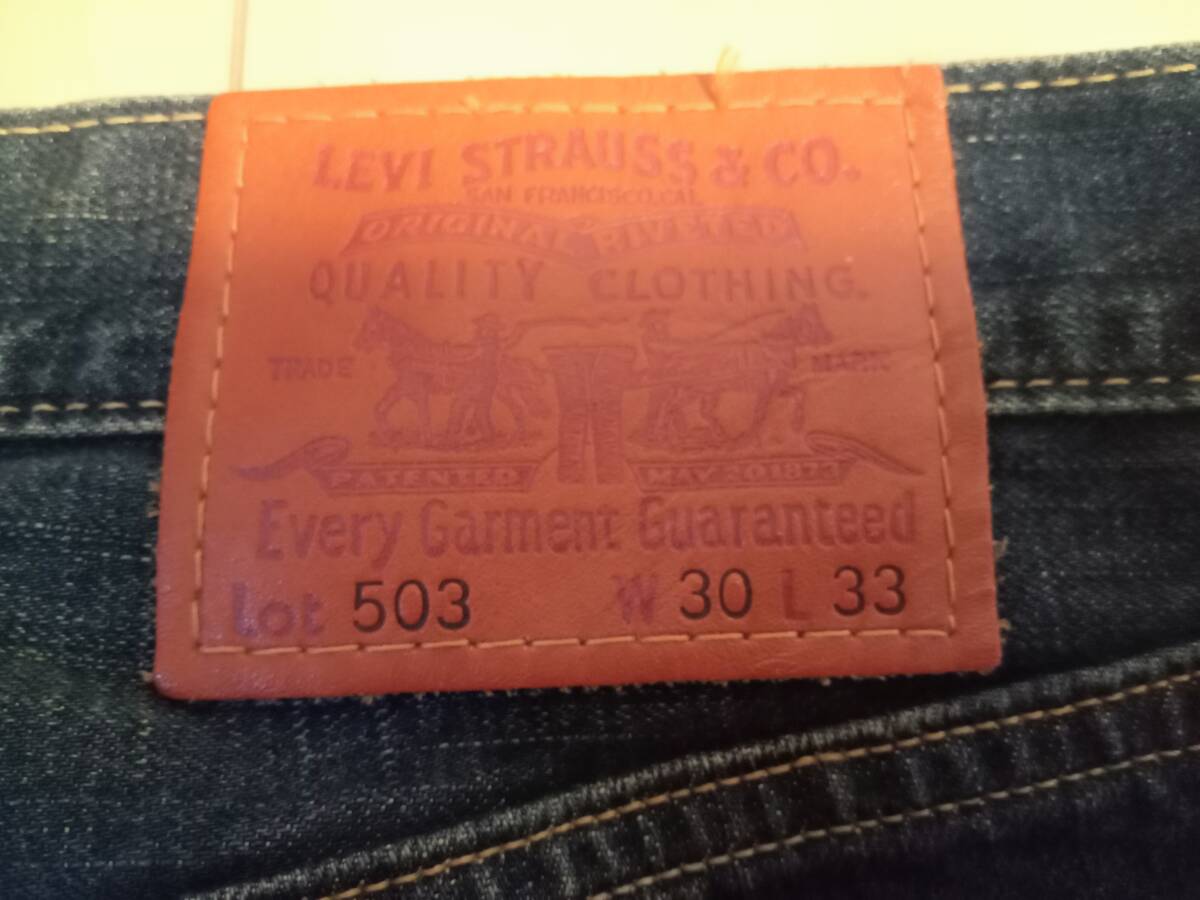 LEVI STRAUSS & CO.
SAN FRANCISCO, CAL.
ORIGINAL RIVETED
QUALITY CLOTHING.
TRADE MARK
PATENTED MAY 20 1873
Every Garment Guaranteed
Lot 503 W 30 L 33